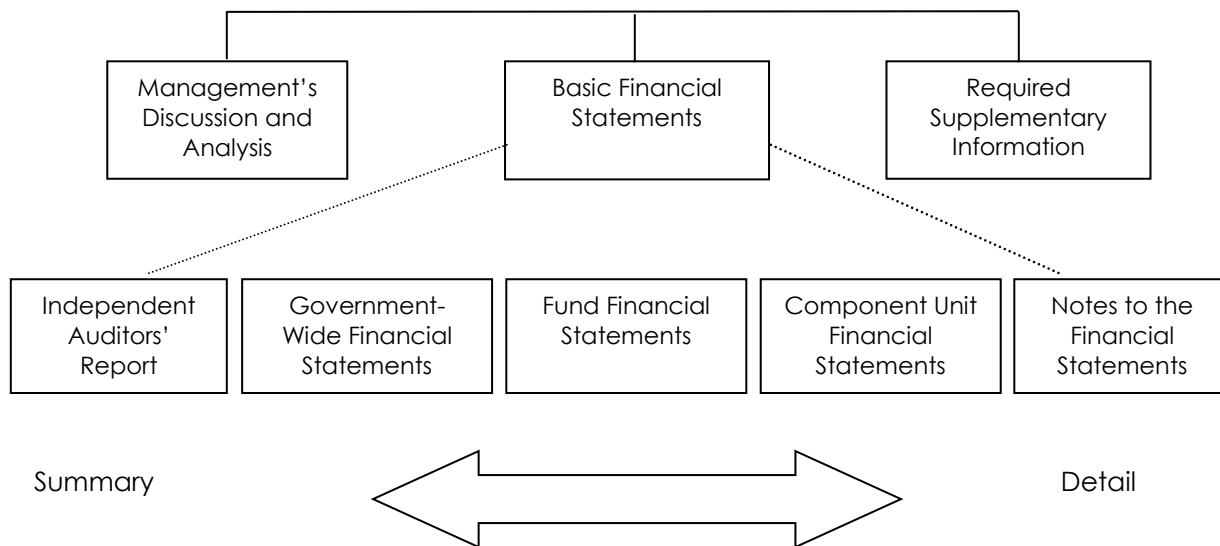 Management’s
Discussion and
Analysis
Basic Financial
Statements
Required
Supplementary
Information
Independent
Auditors’
Report
Government-
Wide Financial
Statements
Fund Financial
Statements
Component Unit
Financial
Statements
Notes to the
Financial
Statements
Summary
Detail